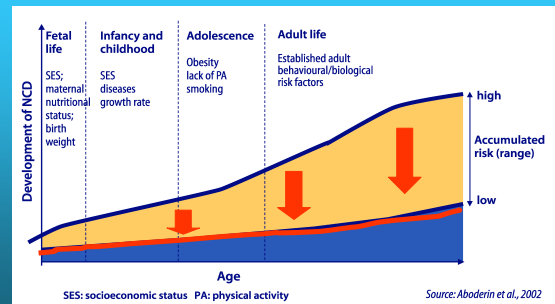 Fetal
life
SES;
maternal
nutritional
status;
birth
weight
Infancy and
childhood
SES
diseases
growth rate
Adolescence
Obesity
lack of PA
smoking
Adult life
Established adult
behavioural/biological
risk factors
Development of NCD
high
Accumulated
risk (range)
low
Age
SES: socioeconomic status PA: physical activity
Source: Aboderin et al., 2002